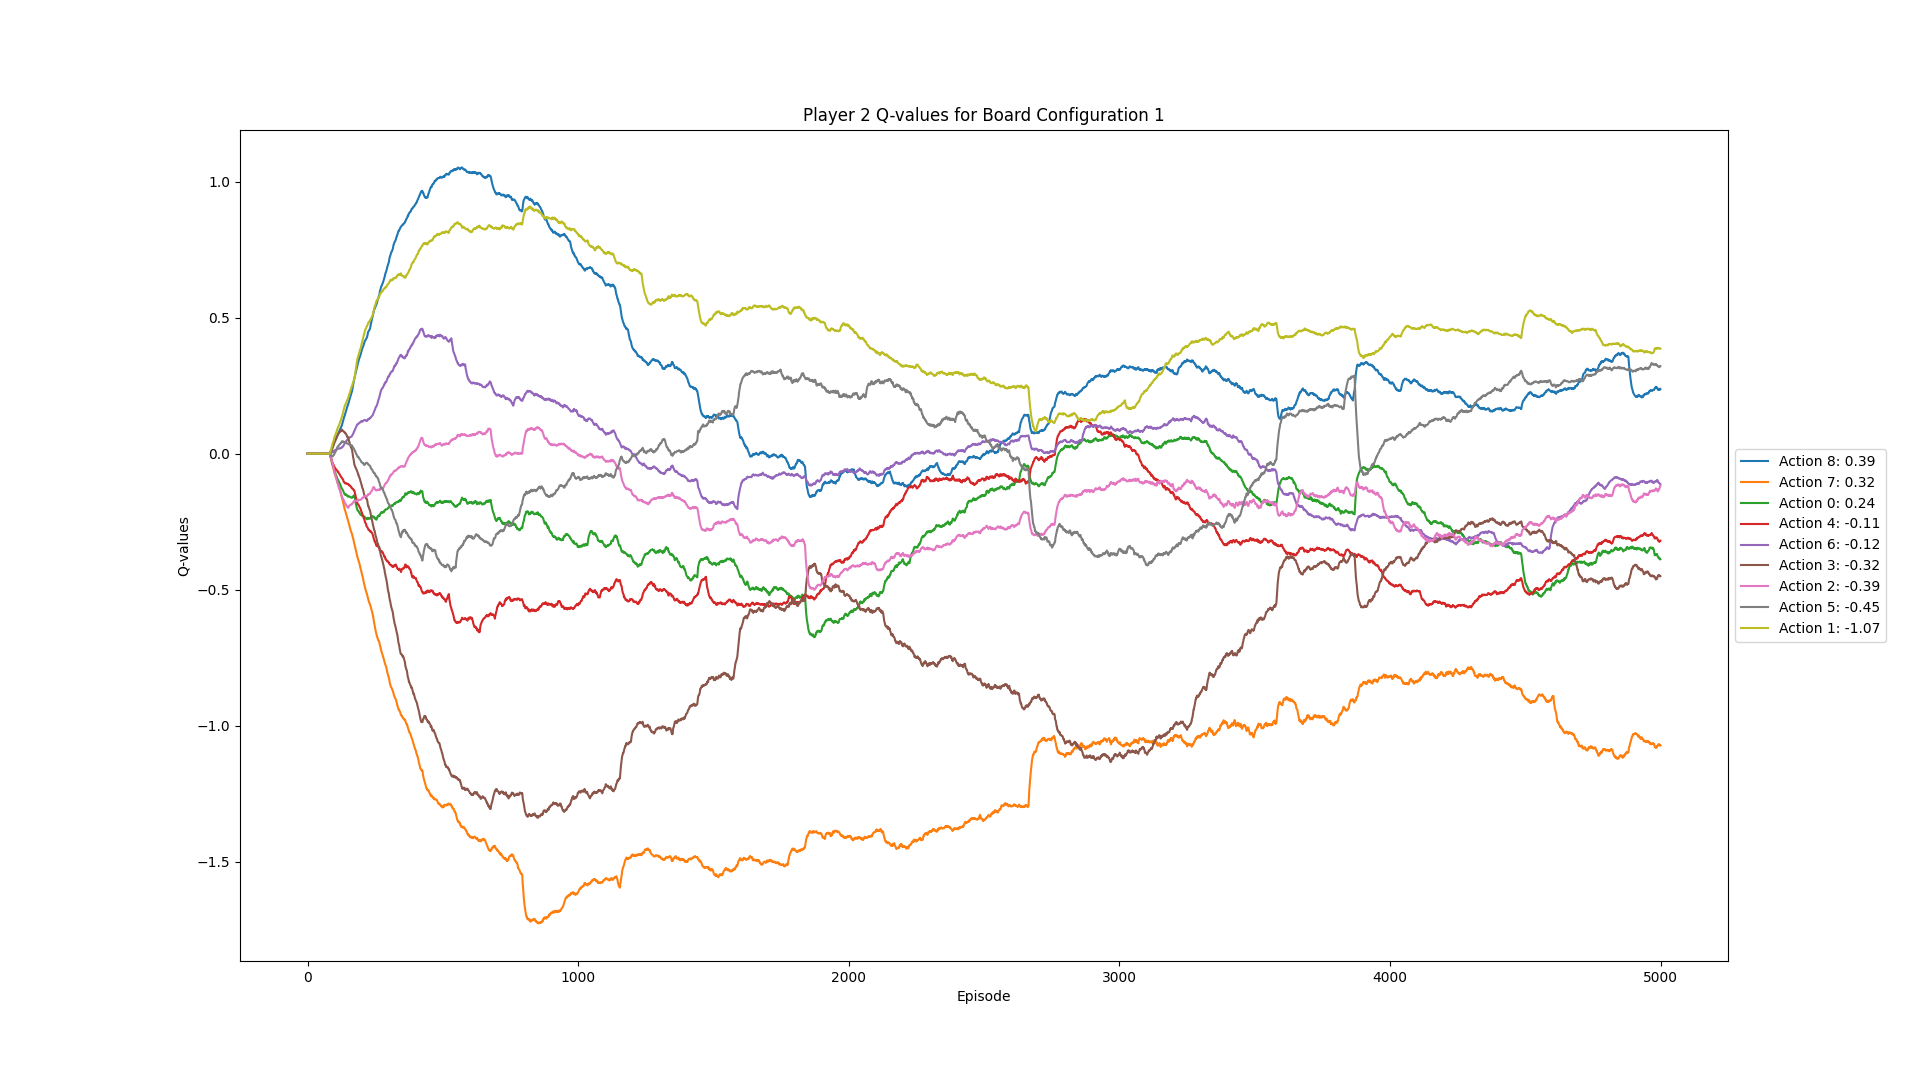 Player 2 Q-values for Board Configuration 1
1.0
0.5
0.0
−0.5
−1.0
−1.5
Q-values
0
1000
2000
3000
4000
5000
Episode
Action 8: 0.39
Action 7: 0.32
Action 0: 0.24
Action 4: -0.11
Action 6: -0.12
Action 3: -0.32
Action 2: -0.39
Action 5: -0.45
Action 1: -1.07